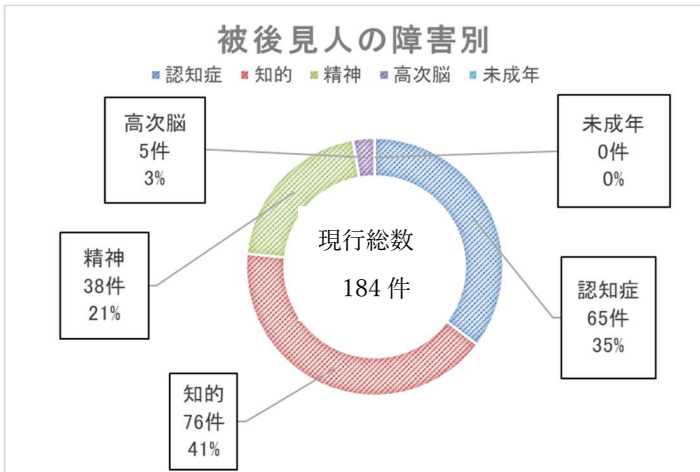 被後見人の障害別
認知症 知的 精神 高次脳 未成年
高次脳
5件
3%
未成年
0件
0%
現行総数
184 件
精神
38件
21%
認知症
65件
35%
知的
76件
41%